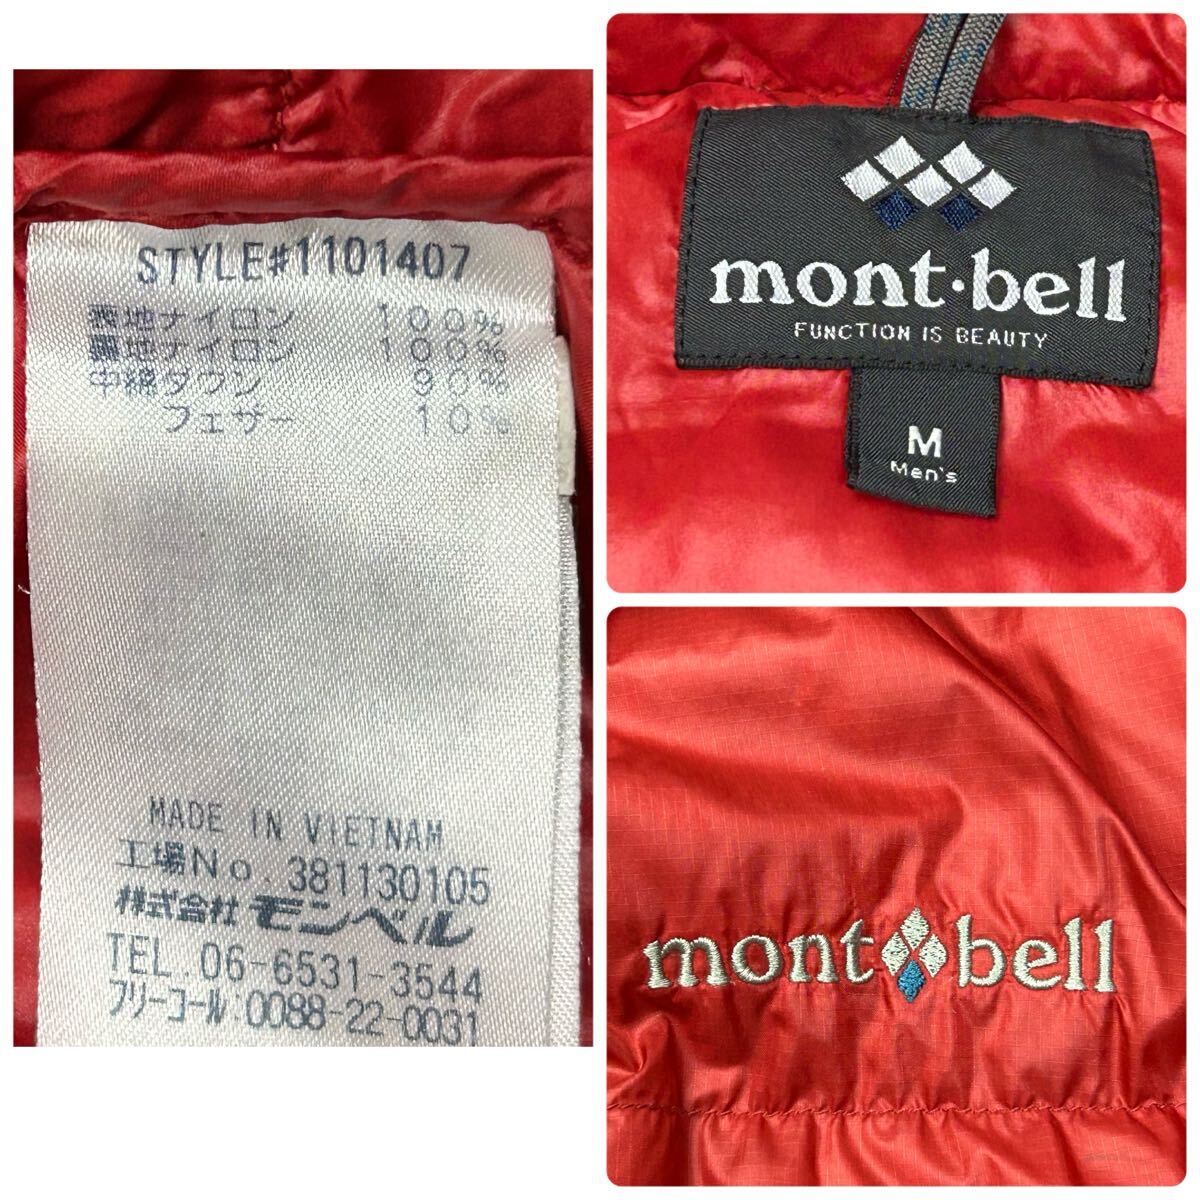 STYLE#1101407
表地ナイロン 100%
裏地ナイロン 100%
中綿ダウン 90%
フェザー 10%
MADE IN VIETNAM
工場No. 381130105
株式会社 モンベル
TEL. 06-6531-3544
フリーコール:0088-22-0031
mont·bell
FUNCTION IS BEAUTY
M
Men's
mont bell